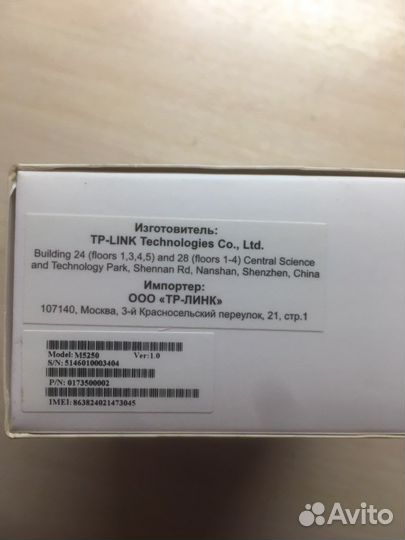 Изготовитель:
TP-LINK Technologies Co., Ltd.
Building 24 (floors 1,3,4,5) and 28 (floors 1-4) Central Science
and Technology Park, Shennan Rd, Nanshan, Shenzhen, China
Импортер:
ООО «ТР-ЛИНК»
107140, Москва, 3-й Красносельский переулок, 21, стр.1
Model: M5250 Ver:1.0
S/N: 5146010003404
P/N: 0173500002
IMEI: 863824021473045
Avito